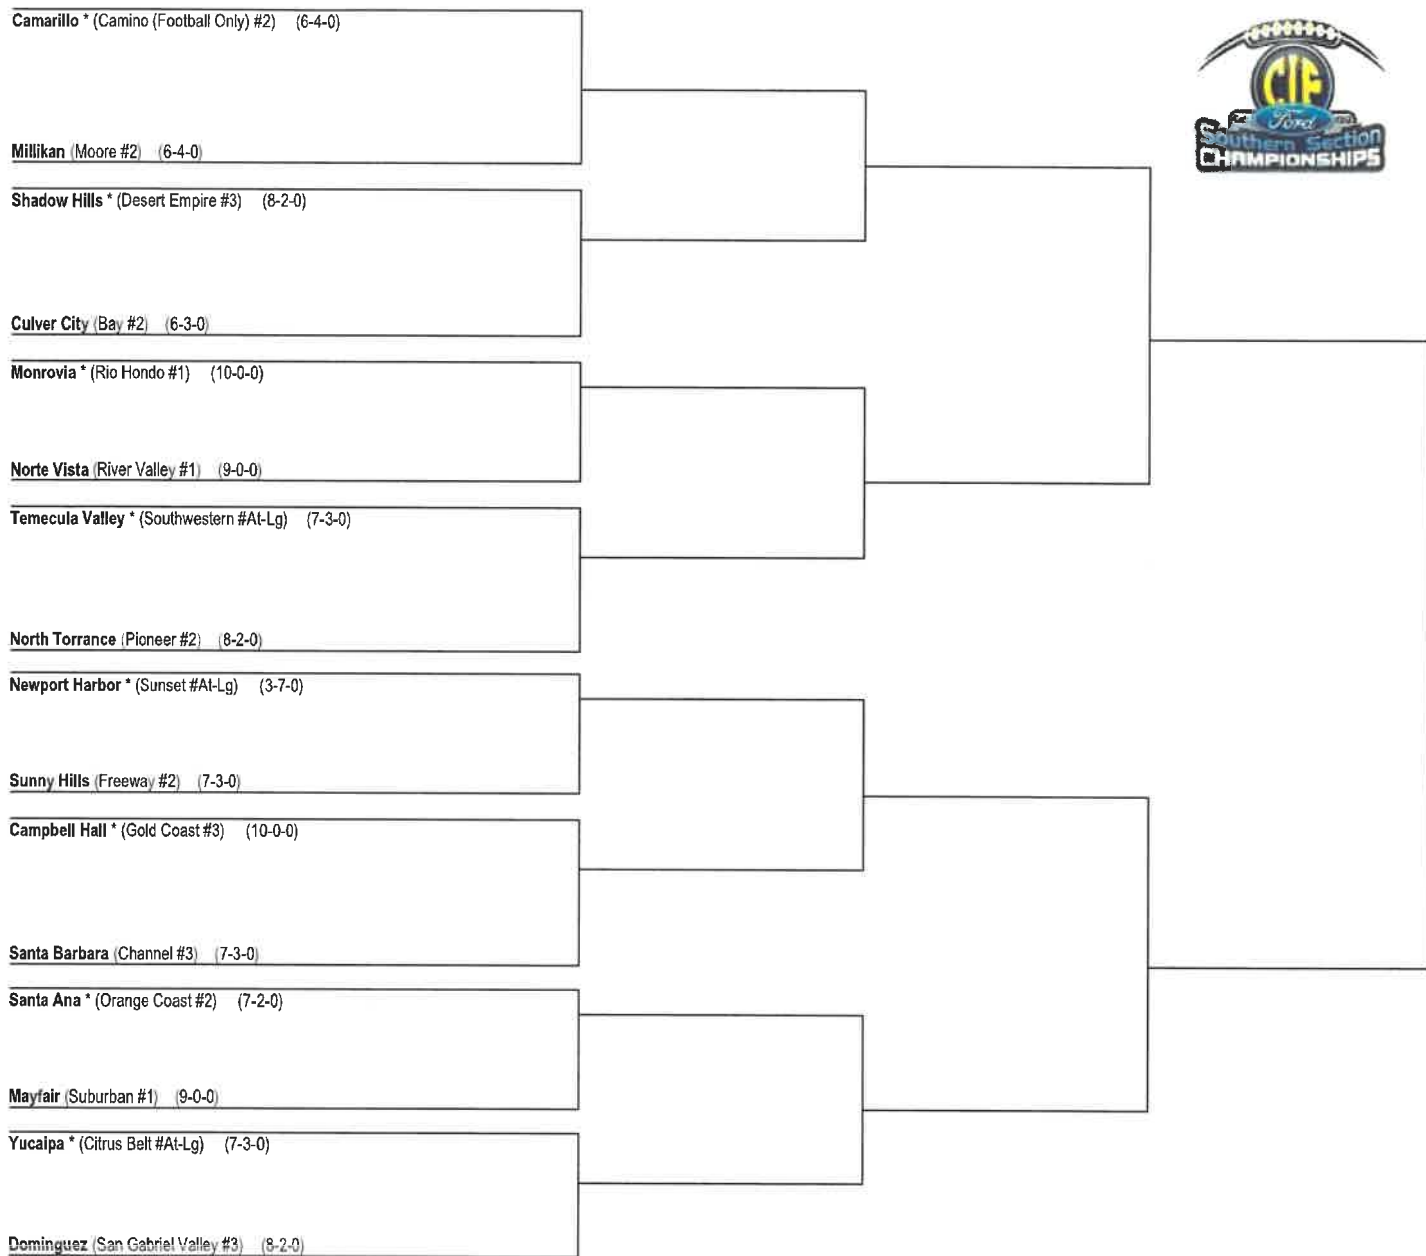 Camarillo * (Camino (Football Only) #2) (6-4-0)
CIF
Ford
Southern Section
CHAMPIONSHIPS
Millikan (Moore #2) (6-4-0)
Shadow Hills * (Desert Empire #3) (8-2-0)
Culver City (Bay #2) (6-3-0)
Monrovia * (Rio Hondo #1) (10-0-0)
Norte Vista (River Valley #1) (9-0-0)
Temecula Valley * (Southwestern #At-Lg) (7-3-0)
North Torrance (Pioneer #2) (8-2-0)
Newport Harbor * (Sunset #At-Lg) (3-7-0)
Sunny Hills (Freeway #2) (7-3-0)
Campbell Hall * (Gold Coast #3) (10-0-0)
Santa Barbara (Channel #3) (7-3-0)
Santa Ana * (Orange Coast #2) (7-2-0)
Mayfair (Suburban #1) (9-0-0)
Yucaipa * (Citrus Belt #At-Lg) (7-3-0)
Dominguez (San Gabriel Valley #3) (8-2-0)